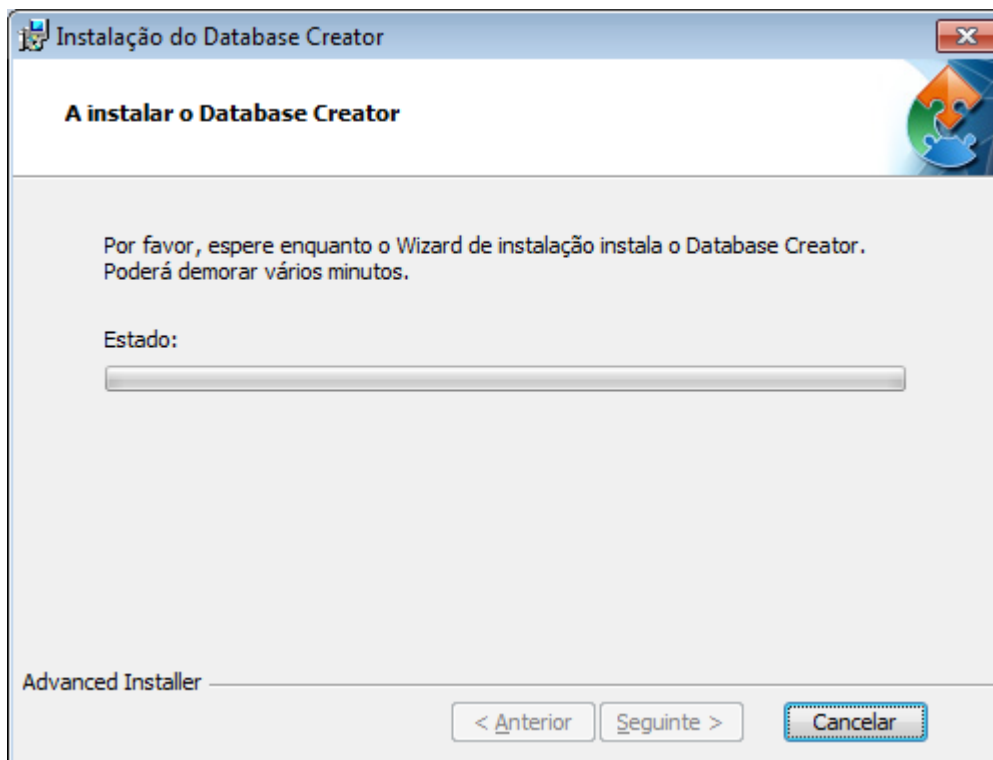 Instalação do Database Creator
A instalar o Database Creator
Por favor, espere enquanto o Wizard de instalação instala o Database Creator.
Poderá demorar vários minutos.
Estado:
Advanced Installer
< Anterior Seguinte > Cancelar